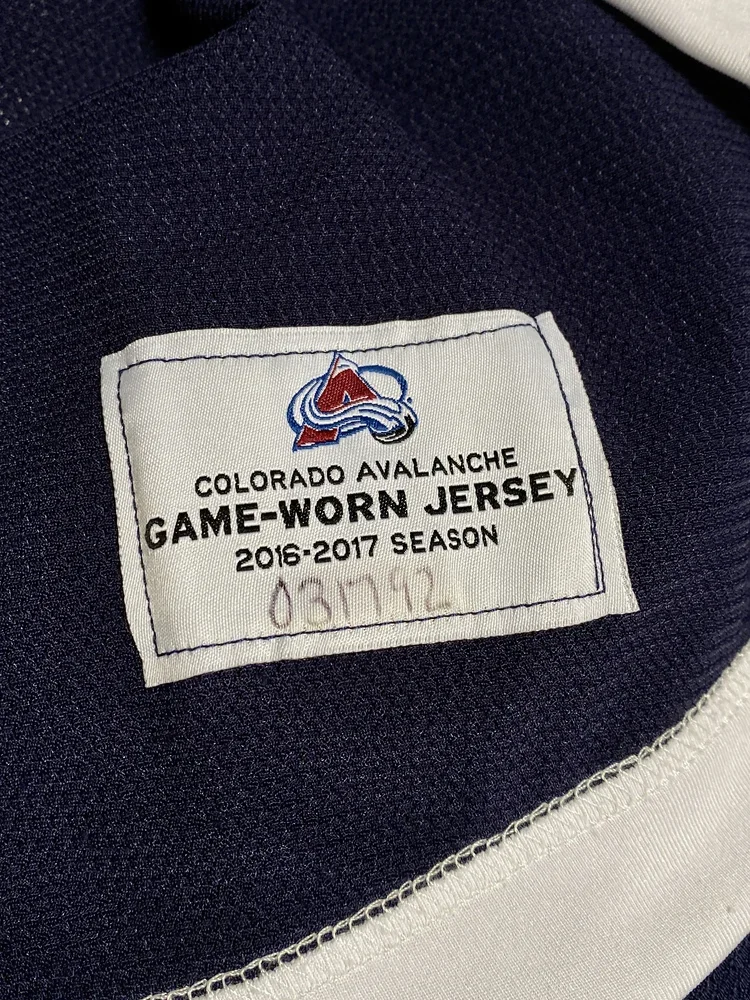 COLORADO AVALANCHE
GAME-WORN JERSEY
2016-2017 SEASON
031792